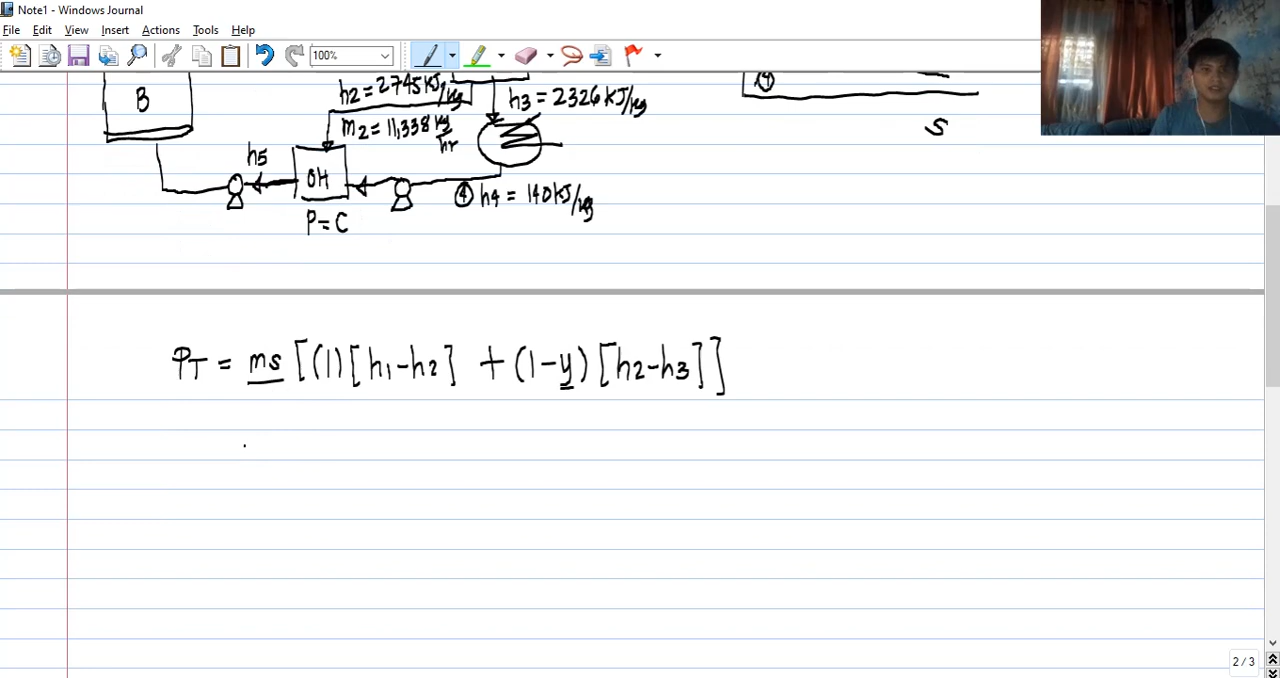 Note1 - Windows Journal
File Edit View Insert Actions Tools Help
100%
B
h2 = 2745 KJ/kg
h3 = 2326 KJ/kg
m2 = 11,338 kg/hr
h5
OH
P = C
④ h4 = 140 KJ/kg
④
S
PT = ms [(1)[h1-h2] + (1-y)[h2-h3]]
2 / 3